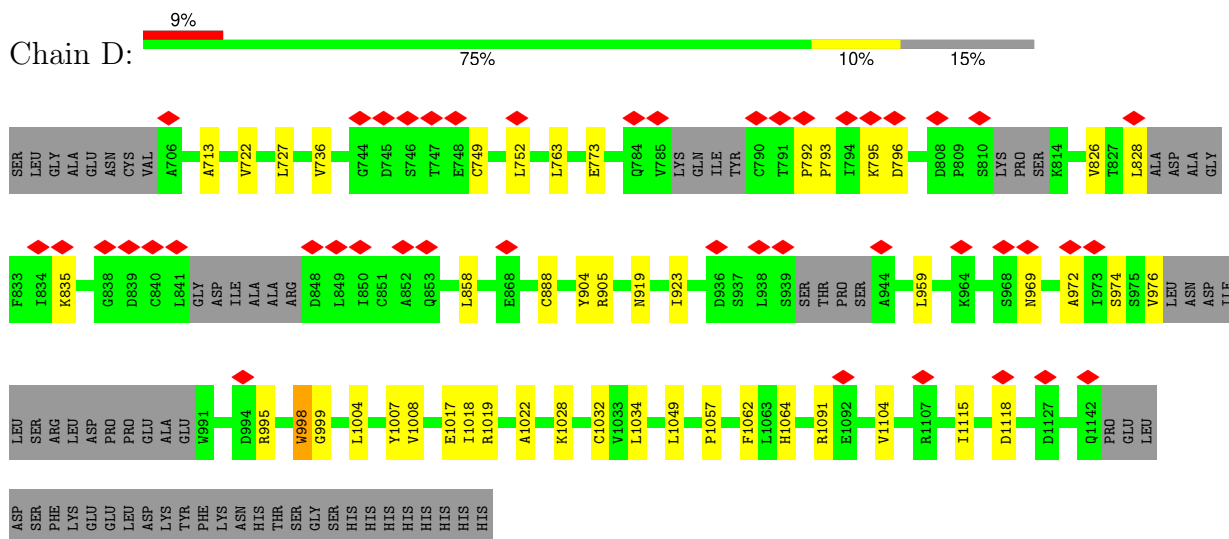 9%
Chain D:
75% 10% 15%
SER LEU GLY ALA GLU ASN CYS VAL A706 A713 V722 L727 V736 G744 D745 S746 T747 E748 C749 L752 L763 E773 Q784 V785 LYS GLN ILE TYR C790 T791 P792 P793 I794 K795 D796 D808 P809 S810 LYS PRO SER K814 V826 T827 L828 ALA ASP ALA GLY
F833 I834 K835 G838 D839 C840 L841 GLY ASP ILE ALA ALA ARG D848 L849 I850 C851 A852 Q853 L858 E868 C888 Y904 R905 N919 I923 D936 S937 L938 S939 SER THR PRO SER A944 L959 K964 S968 N969 A972 I973 S974 S975 V976 LEU ASN ASP ILE
LEU SER ARG LEU ASP PRO PRO GLU ALA GLU W991 D994 R995 W998 G999 L1004 Y1007 V1008 E1017 I1018 R1019 A1022 K1028 C1032 V1033 L1034 L1049 P1057 F1062 L1063 H1064 R1091 E1092 V1104 R1107 I1115 D1118 D1127 Q1142 PRO GLU LEU
ASP SER PHE LYS GLU GLU LEU ASP LYS TYR PHE LYS ASN HIS THR SER GLY SER HIS HIS HIS HIS HIS HIS HIS HIS